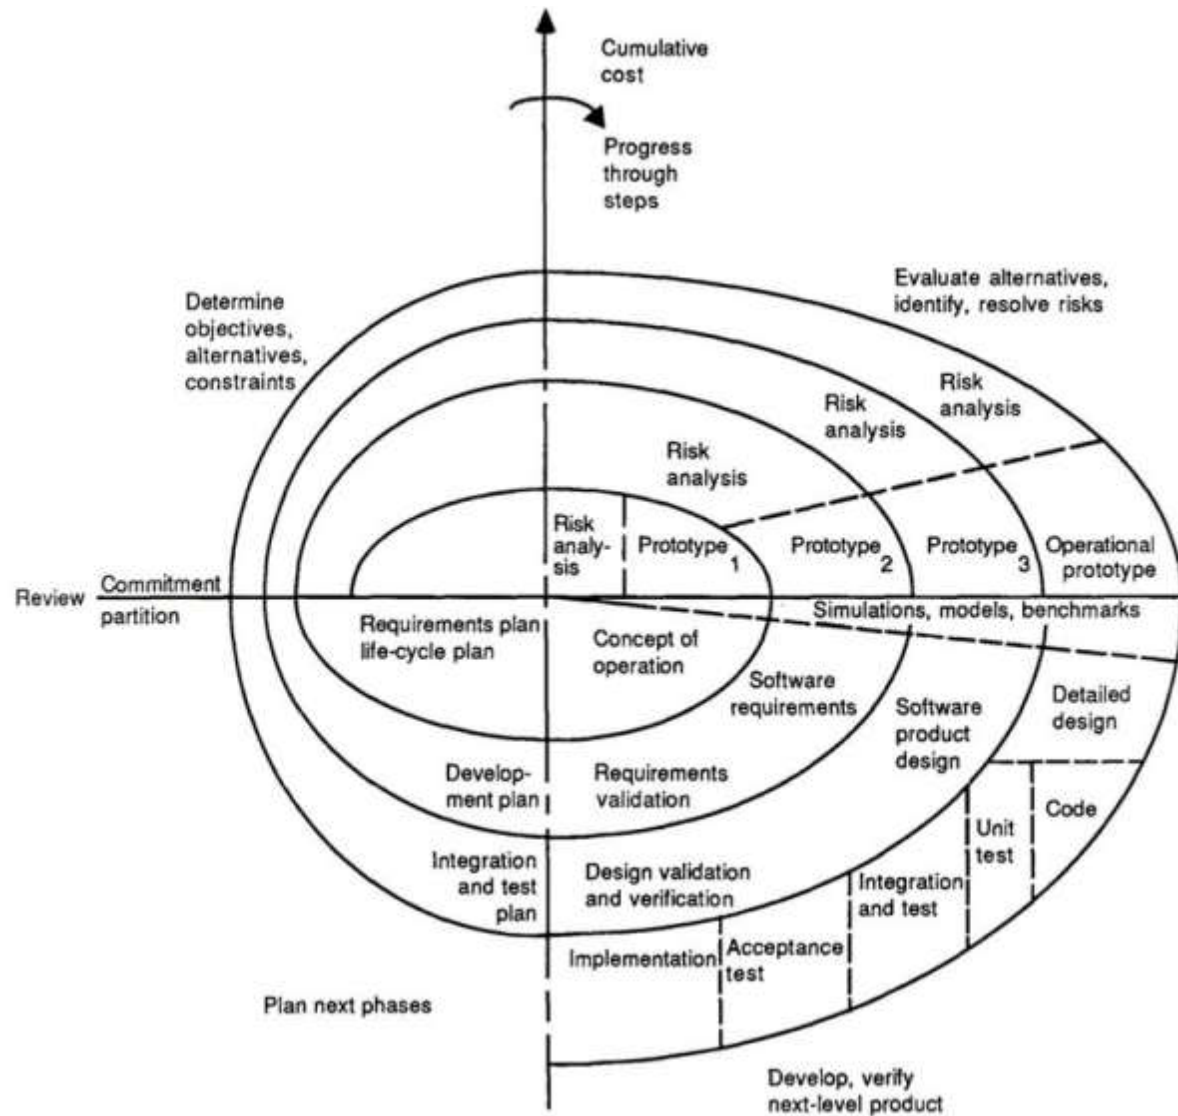 Cumulative
cost
Progress
through
steps
Evaluate alternatives,
identify, resolve risks
Determine
objectives,
alternatives,
constraints
Risk
analysis
Risk
analysis
Risk
analysis
Risk
analy-
sis
Prototype
1
Prototype
2
Prototype
3
Operational
prototype
Review
Commitment
partition
Simulations, models, benchmarks
Requirements plan
life-cycle plan
Concept of
operation
Software
requirements
Software
product
design
Detailed
design
Develop-
ment plan
Requirements
validation
Code
Unit
test
Integration
and test
plan
Design validation
and verification
Integration
and test
Acceptance
test
Implementation
Plan next phases
Develop, verify
next-level product